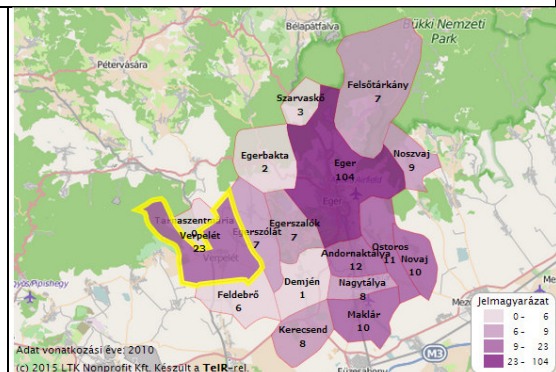 Bélapátfalva
Bükki Nemzeti
Park
Pétervására
Felsőtárkány
7
Szarvaskő
3
Egerbakta
2
Eger
104
Noszvaj
9
Eger
Tarnaszentmária
0
Verpelét
23
Verpelét
Egerszólát
7
Egerszalók
7
Andornaktálya
12
Ostoros
11
Novaj
10
Demjén
1
Nagytálya
8
Feldebrő
6
Maklár
10
Kerecsend
8
Jelmagyarázat
0 - 6
6 - 9
9 - 23
23 - 104
M3
Adat vonatkozási éve: 2010
(c) 2015 LTK Nonprofit Kft. Készült a TeIR-rel.